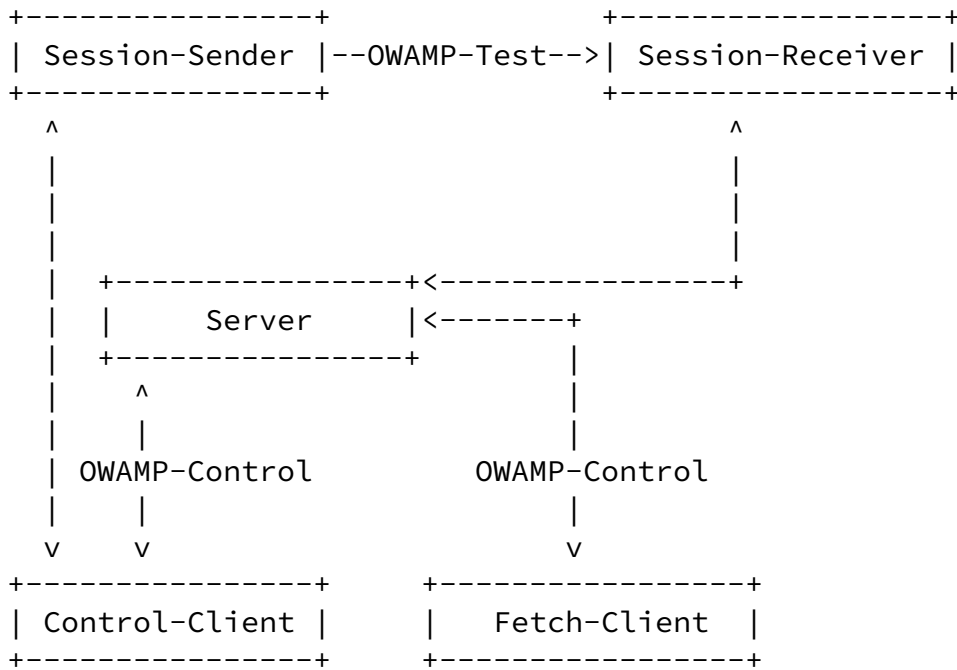 Session-Sender --OWAMP-Test--> Session-Receiver
Server
OWAMP-Control OWAMP-Control
Control-Client Fetch-Client